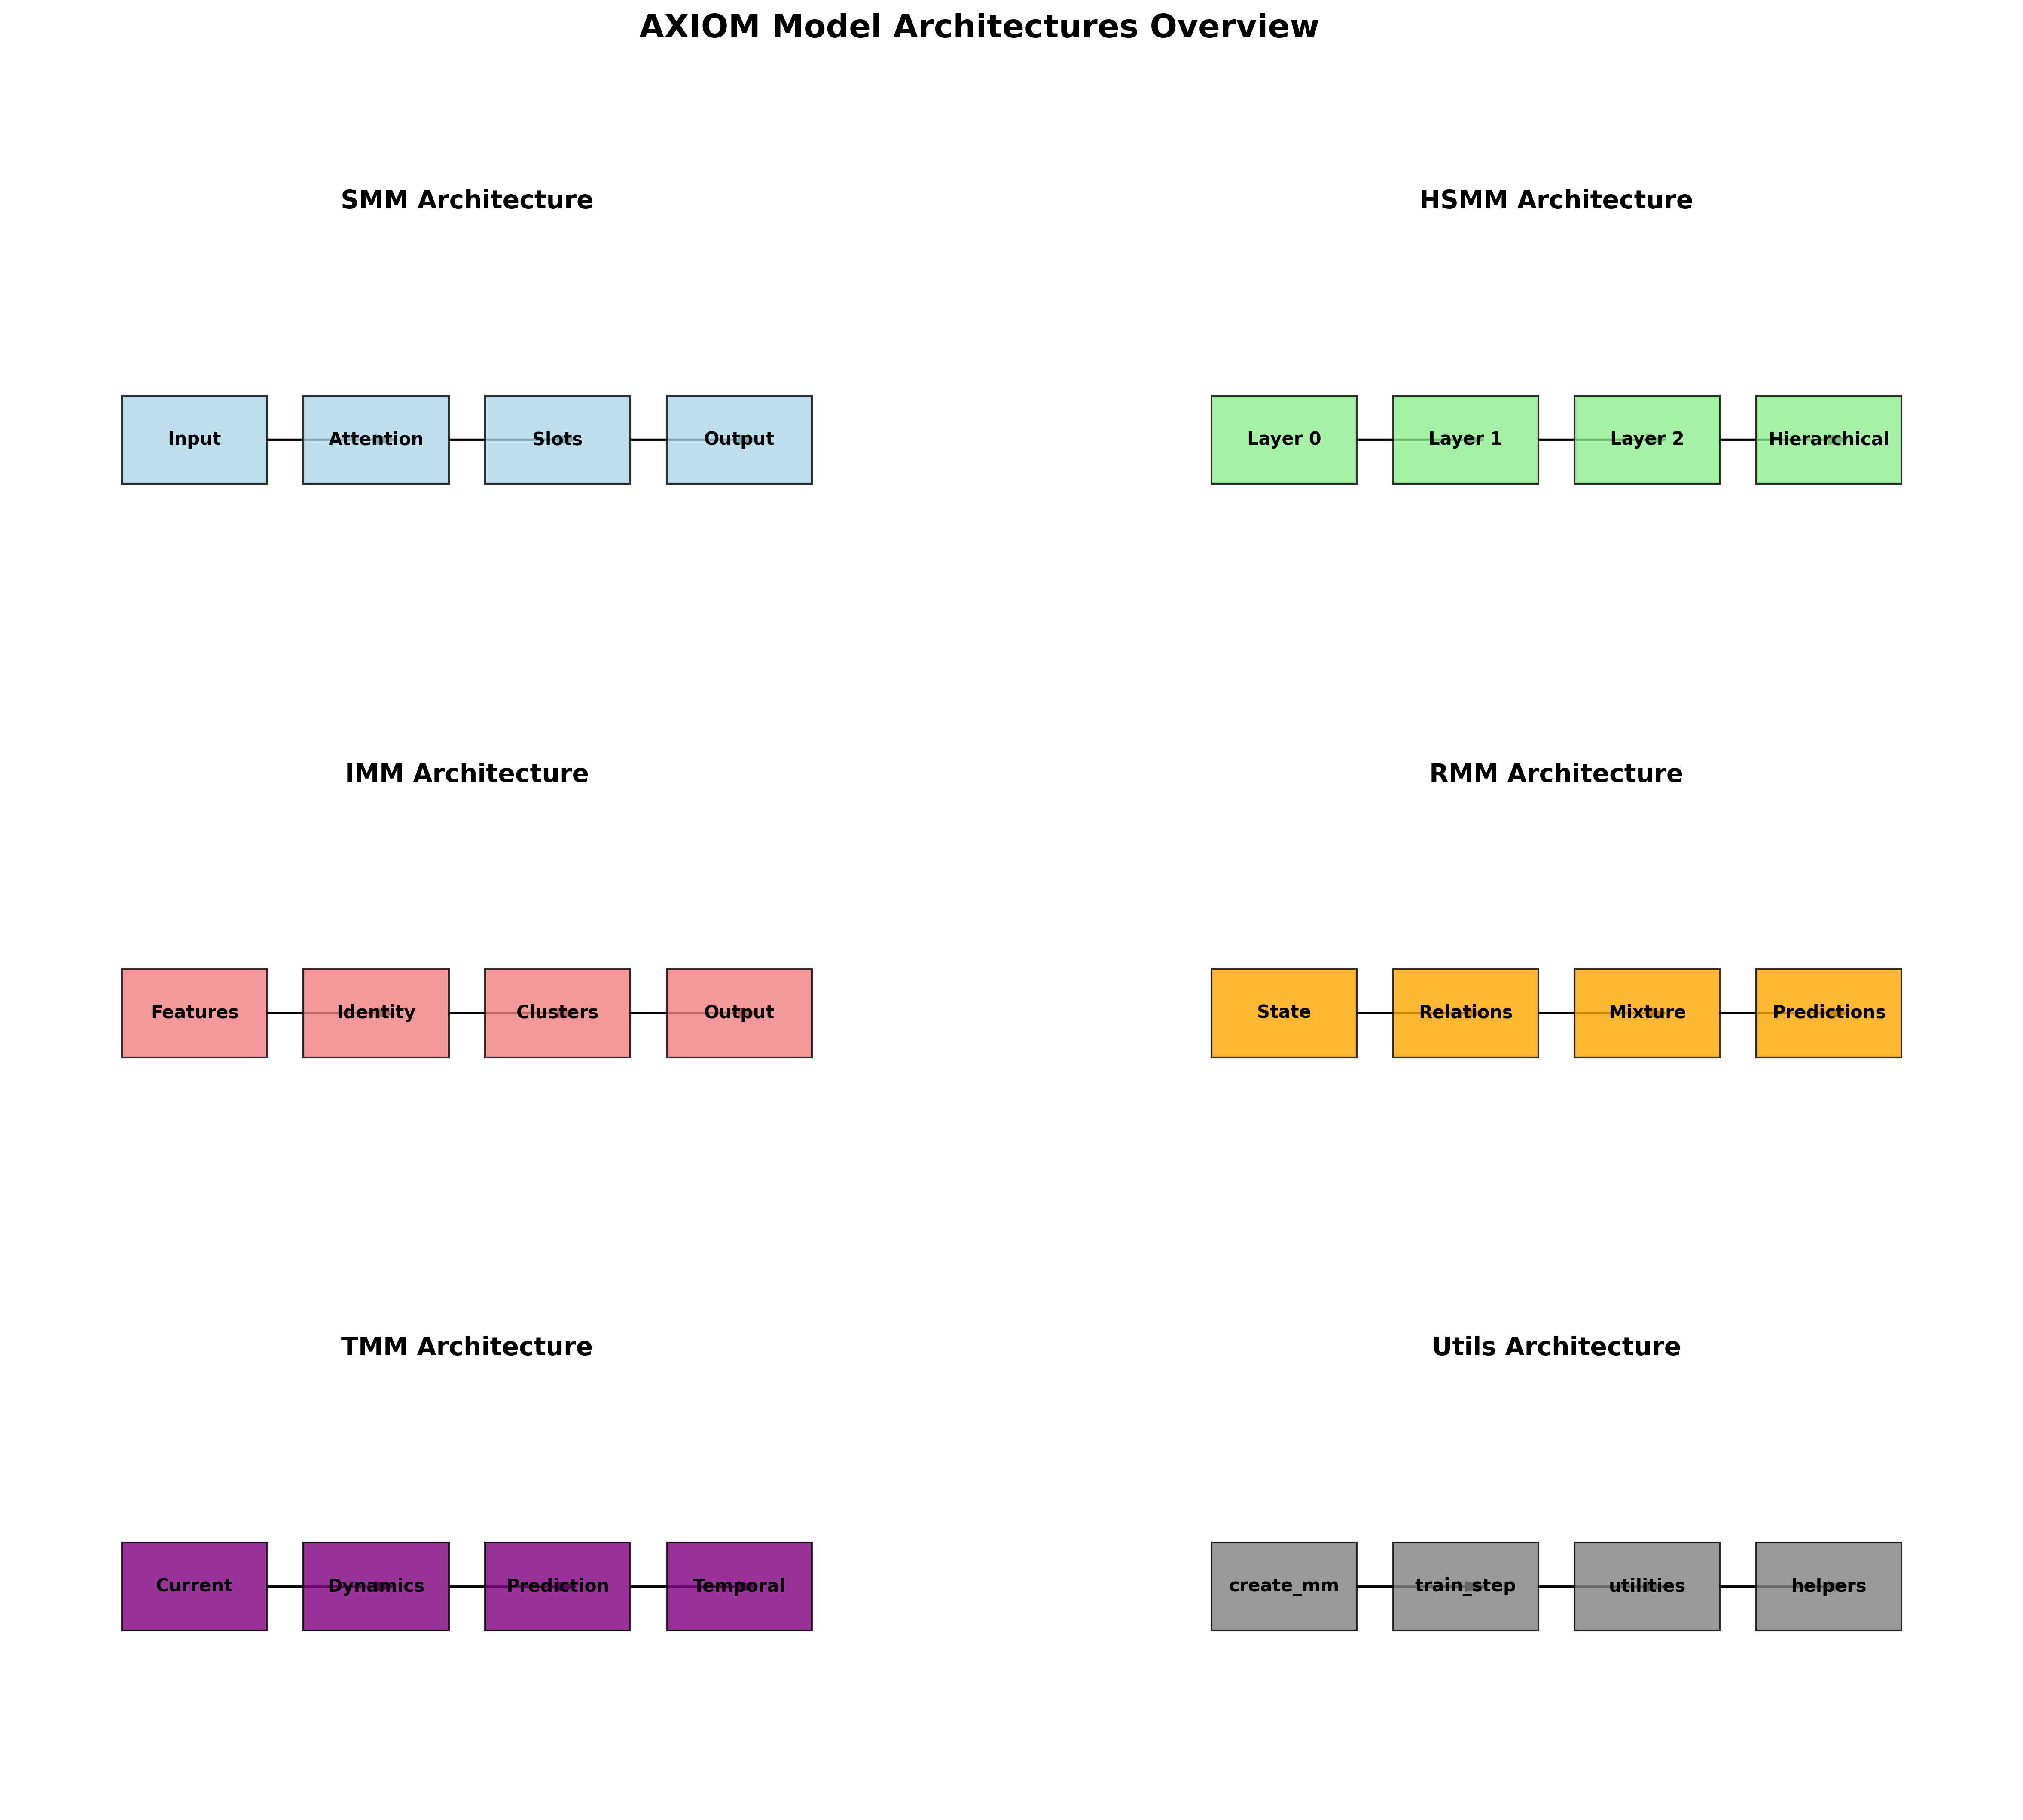 AXIOM Model Architectures Overview
SMM Architecture
Input
Attention
Slots
Output
HSMM Architecture
Layer 0
Layer 1
Layer 2
Hierarchical
IMM Architecture
Features
Identity
Clusters
Output
RMM Architecture
State
Relations
Mixture
Predictions
TMM Architecture
Current
Dynamics
Prediction
Temporal
Utils Architecture
create_mm
train_step
utilities
helpers